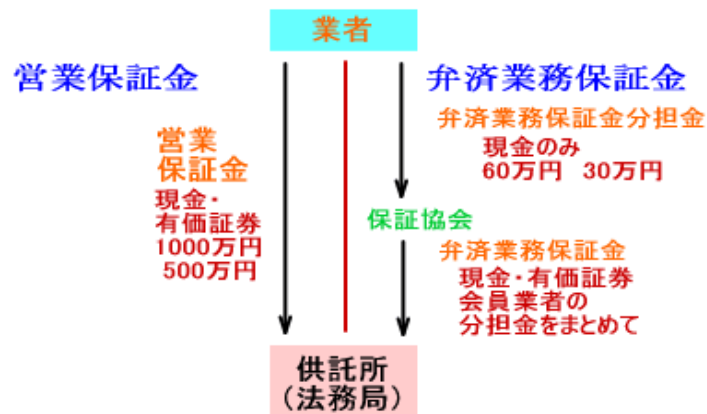 業者
営業保証金
営業
保証金
現金・
有価証券
1000万円
500万円
弁済業務保証金
弁済業務保証金分担金
現金のみ
60万円 30万円
保証協会
弁済業務保証金
現金・有価証券
会員業者の
分担金をまとめて
供託所
(法務局)